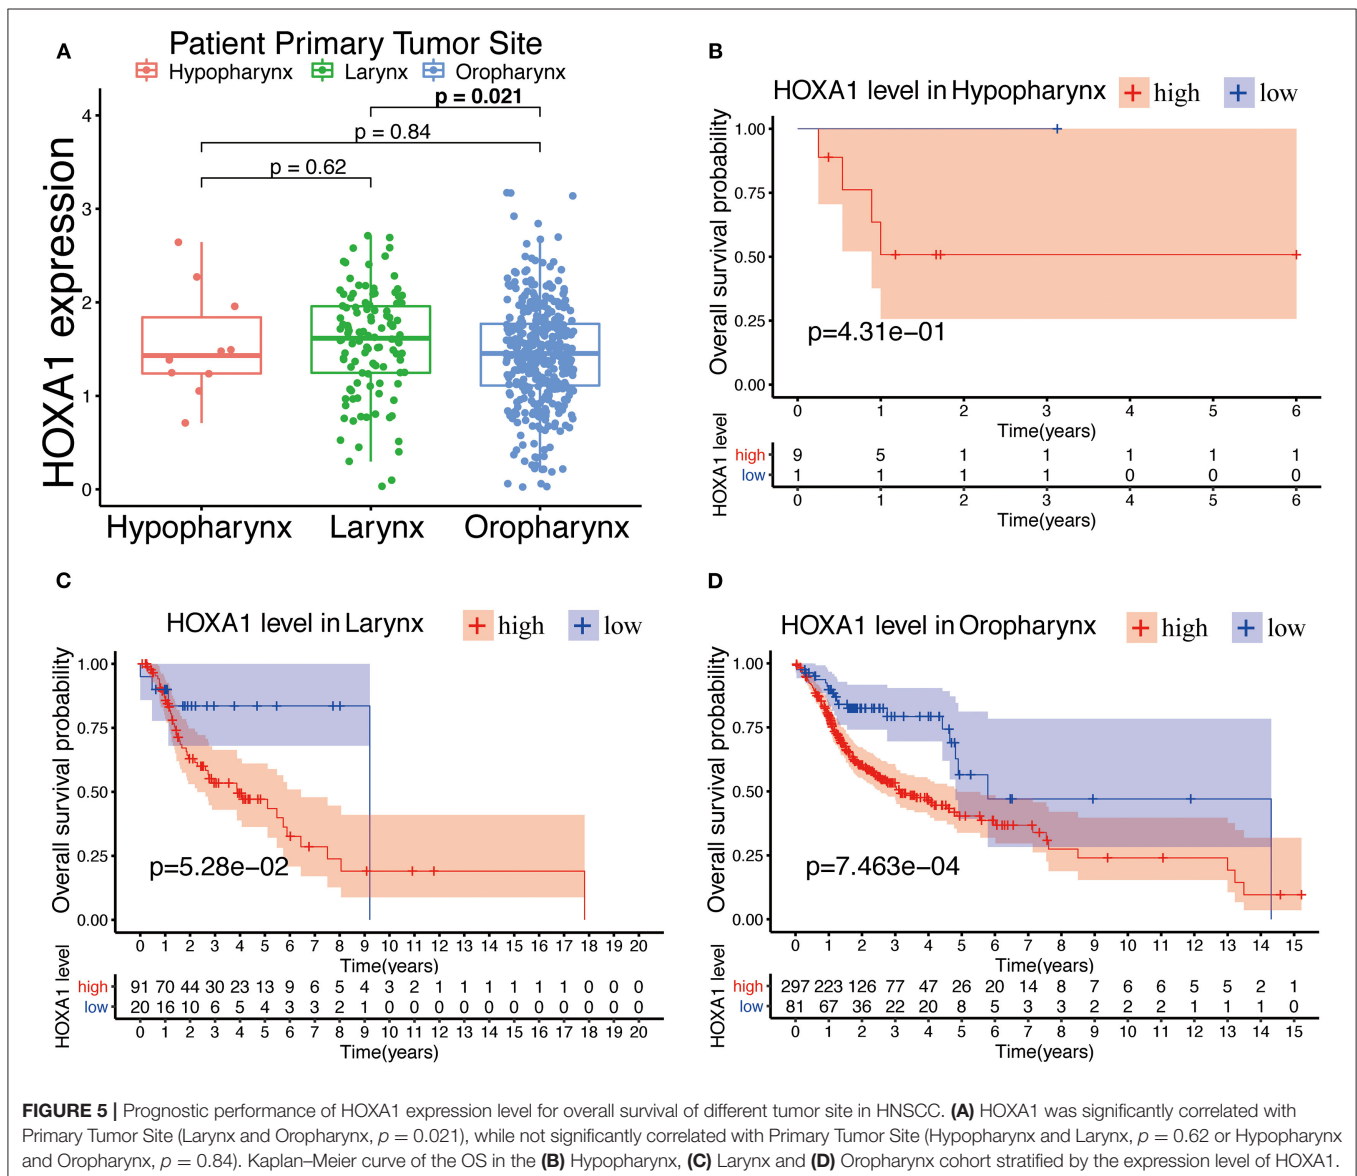 A
Patient Primary Tumor Site
Hypopharynx Larynx Oropharynx
p = 0.021
p = 0.84
p = 0.62
HOXA1 expression
4
3
2
1
0
Hypopharynx Larynx Oropharynx
B
HOXA1 level in Hypopharynx high low
Overall survival probability
1.00
0.75
0.50
0.25
0.00
p=4.31e−01
0 1 2 3 4 5 6
Time(years)
HOXA1 level
high 9 5 1 1 1 1 1
low 1 1 1 1 0 0 0
0 1 2 3 4 5 6
Time(years)
C
HOXA1 level in Larynx high low
Overall survival probability
1.00
0.75
0.50
0.25
0.00
p=5.28e−02
0 1 2 3 4 5 6 7 8 9 10 11 12 13 14 15 16 17 18 19 20
Time(years)
HOXA1 level
high 91 70 44 30 23 13 9 6 5 4 3 2 1 1 1 1 1 1 0 0 0
low 20 16 10 6 5 4 3 3 2 1 0 0 0 0 0 0 0 0 0 0 0
0 1 2 3 4 5 6 7 8 9 10 11 12 13 14 15 16 17 18 19 20
Time(years)
D
HOXA1 level in Oropharynx high low
Overall survival probability
1.00
0.75
0.50
0.25
0.00
p=7.463e−04
0 1 2 3 4 5 6 7 8 9 10 11 12 13 14 15
Time(years)
HOXA1 level
high 297 223 126 77 47 26 20 14 8 7 6 6 5 5 2 1
low 81 67 36 22 20 8 5 3 3 2 2 2 1 1 1 0
0 1 2 3 4 5 6 7 8 9 10 11 12 13 14 15
Time(years)
FIGURE 5 | Prognostic performance of HOXA1 expression level for overall survival of different tumor site in HNSCC. (A) HOXA1 was significantly correlated with
Primary Tumor Site (Larynx and Oropharynx, p = 0.021), while not significantly correlated with Primary Tumor Site (Hypopharynx and Larynx, p = 0.62 or Hypopharynx
and Oropharynx, p = 0.84). Kaplan–Meier curve of the OS in the (B) Hypopharynx, (C) Larynx and (D) Oropharynx cohort stratified by the expression level of HOXA1.